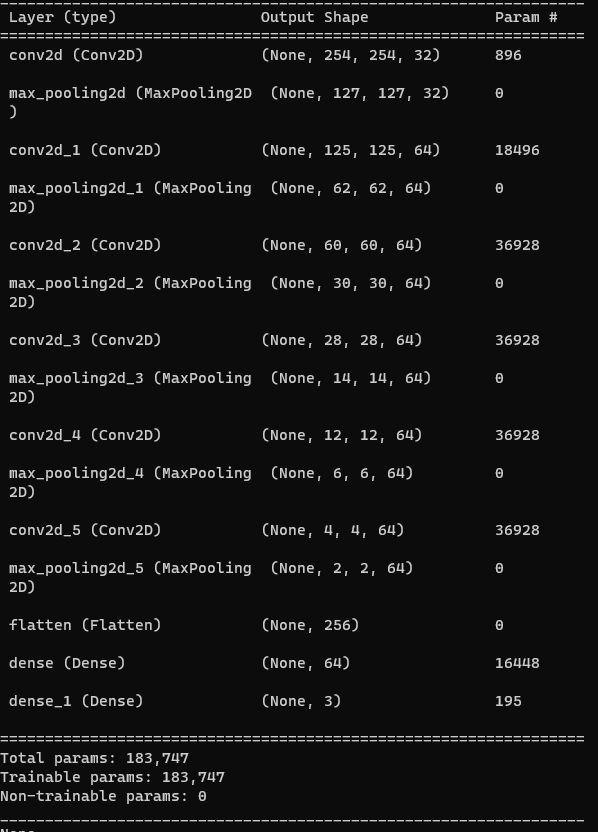 _________________________________________________________________
Layer (type)                Output Shape              Param #
=================================================================
conv2d (Conv2D)             (None, 254, 254, 32)      896
max_pooling2d (MaxPooling2D  (None, 127, 127, 32)     0
)
conv2d_1 (Conv2D)           (None, 125, 125, 64)      18496
max_pooling2d_1 (MaxPooling  (None, 62, 62, 64)       0
2D)
conv2d_2 (Conv2D)           (None, 60, 60, 64)        36928
max_pooling2d_2 (MaxPooling  (None, 30, 30, 64)       0
2D)
conv2d_3 (Conv2D)           (None, 28, 28, 64)        36928
max_pooling2d_3 (MaxPooling  (None, 14, 14, 64)       0
2D)
conv2d_4 (Conv2D)           (None, 12, 12, 64)        36928
max_pooling2d_4 (MaxPooling  (None, 6, 6, 64)         0
2D)
conv2d_5 (Conv2D)           (None, 4, 4, 64)          36928
max_pooling2d_5 (MaxPooling  (None, 2, 2, 64)         0
2D)
flatten (Flatten)           (None, 256)               0
dense (Dense)               (None, 64)                16448
dense_1 (Dense)             (None, 3)                 195
=================================================================
Total params: 183,747
Trainable params: 183,747
Non-trainable params: 0
_________________________________________________________________
None